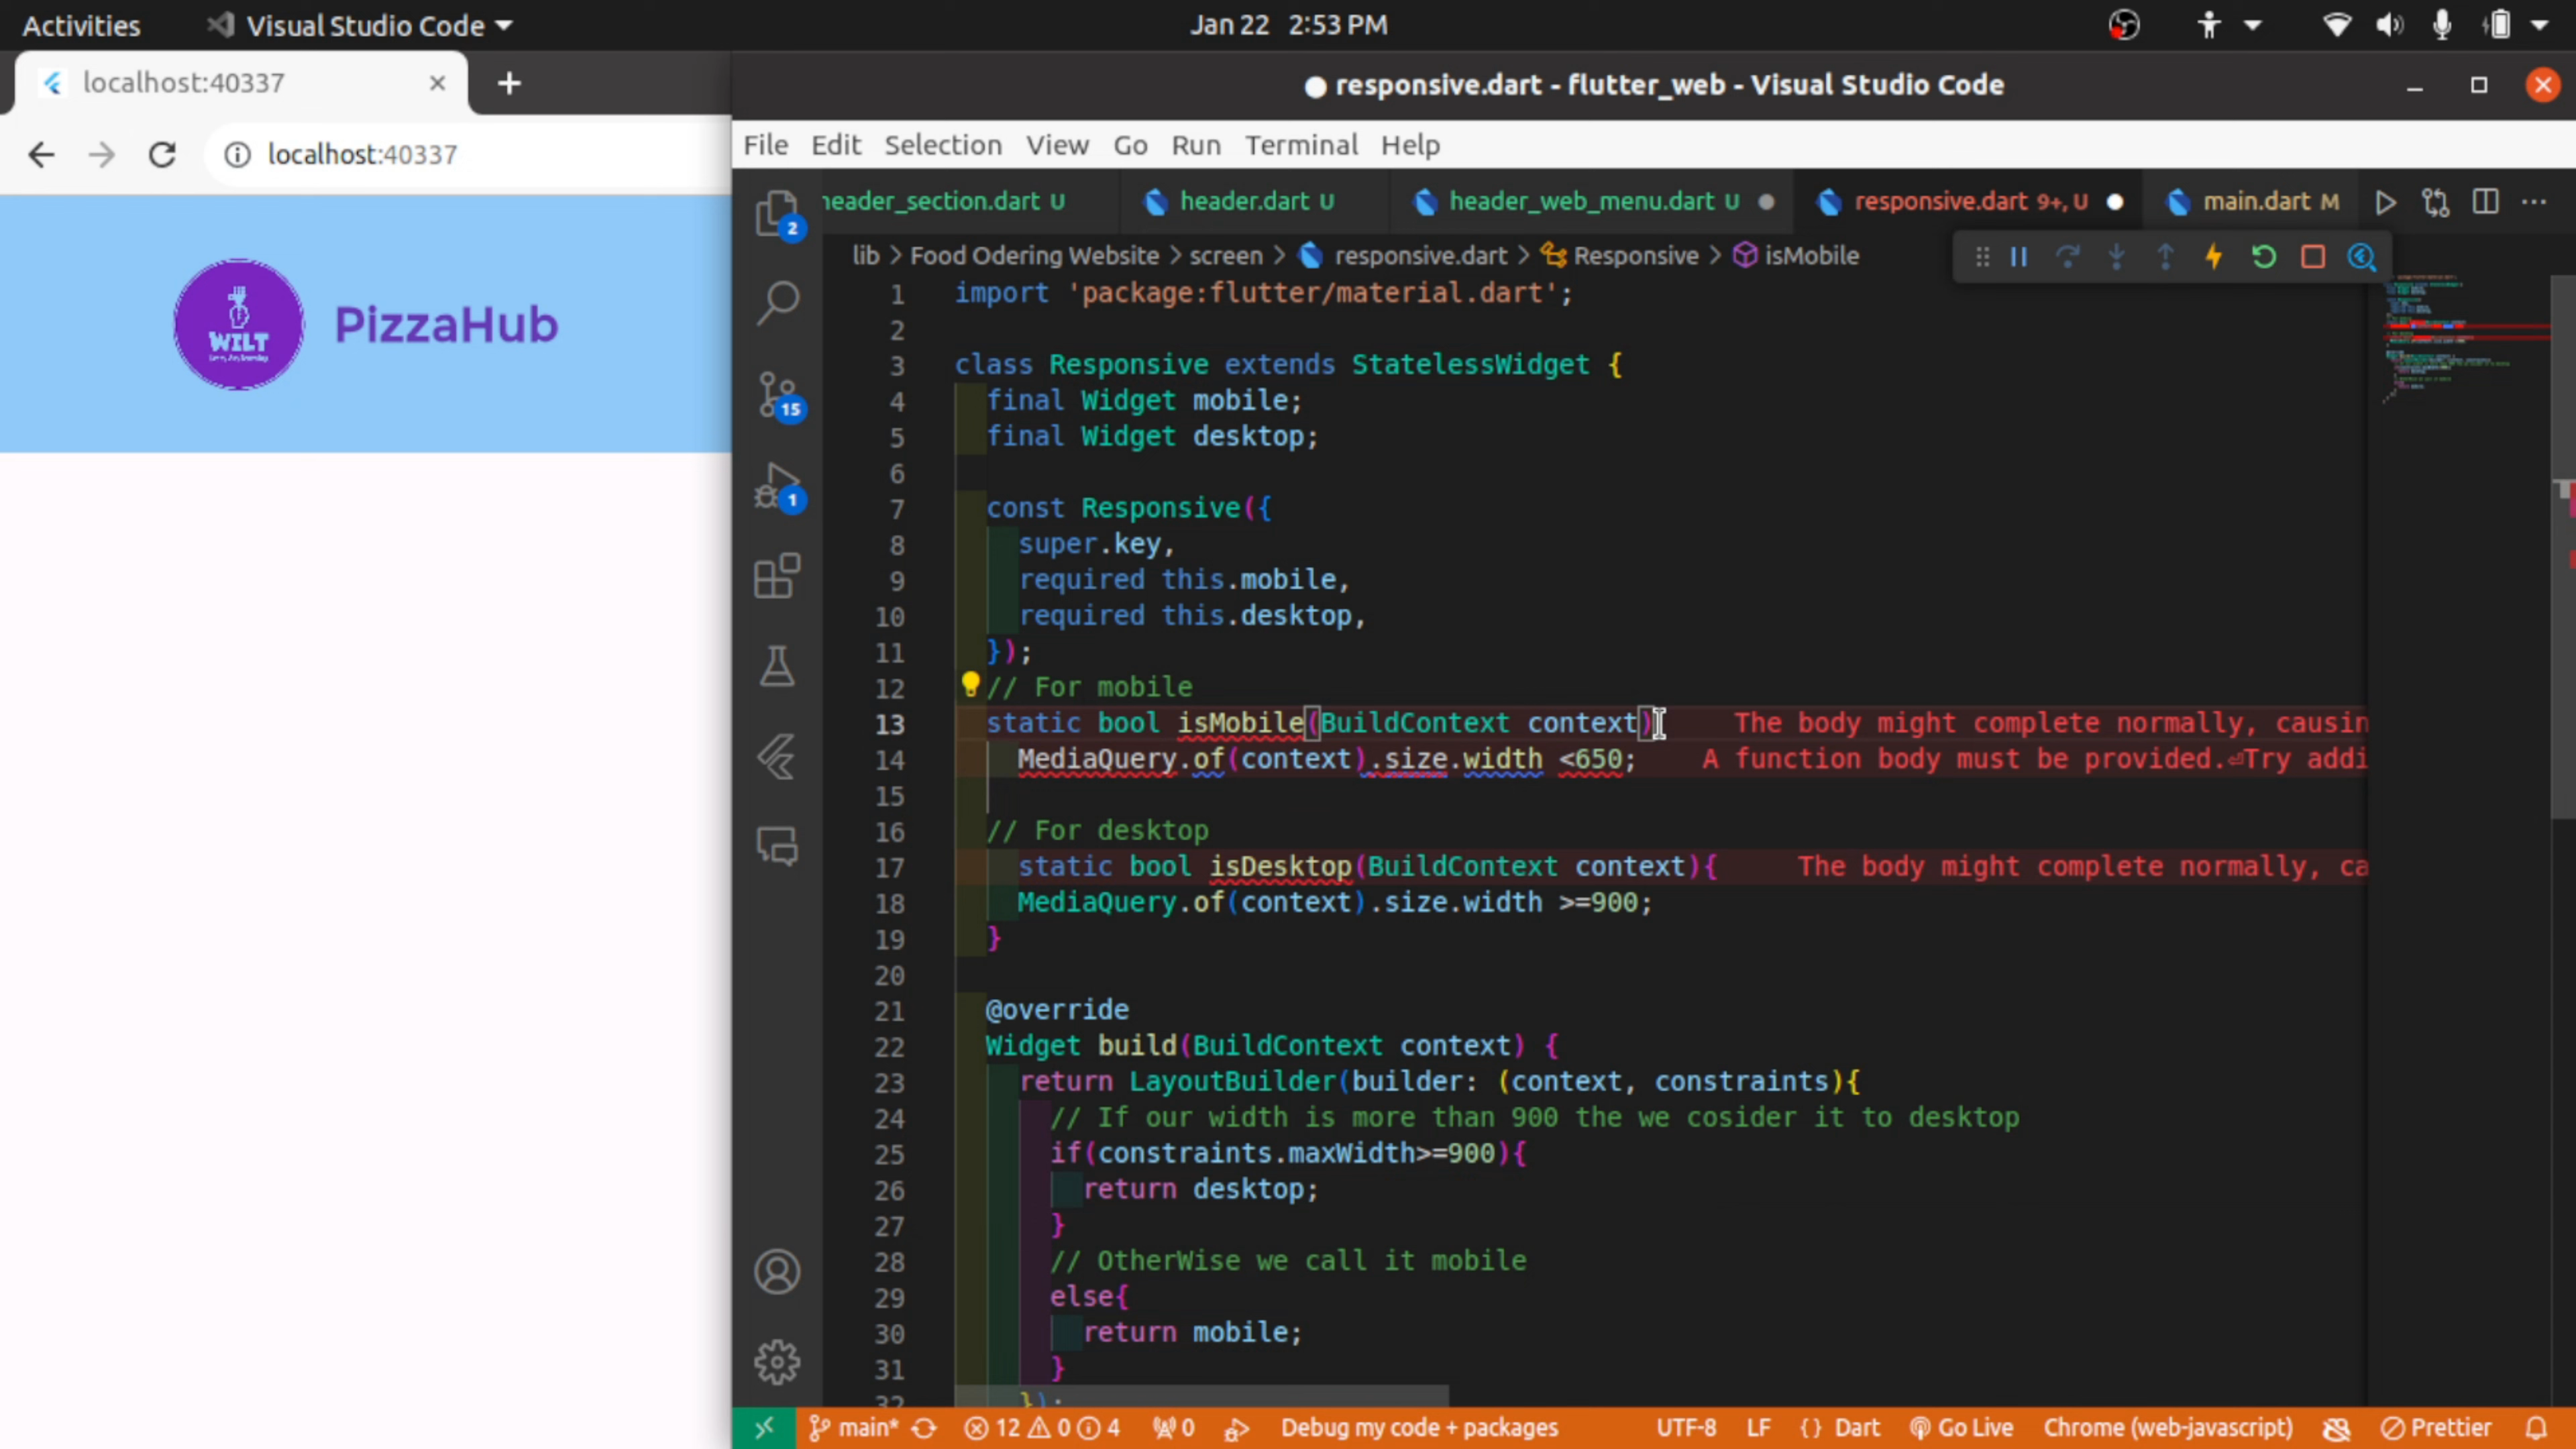 Activities
Visual Studio Code
Jan 22 2:53 PM
localhost:40337
localhost:40337
WILT
PizzaHub
responsive.dart - flutter_web - Visual Studio Code
File Edit Selection View Go Run Terminal Help
header_section.dart U
header.dart U
header_web_menu.dart U
responsive.dart 9+, U
main.dart M
lib > Food Odering Website > screen > responsive.dart > Responsive > isMobile
2
15
1
1 import 'package:flutter/material.dart';
2
3 class Responsive extends StatelessWidget {
4 final Widget mobile;
5 final Widget desktop;
6
7 const Responsive({
8 super.key,
9 required this.mobile,
10 required this.desktop,
11 });
12 // For mobile
13 static bool isMobile(BuildContext context) The body might complete normally, causin
14 MediaQuery.of(context).size.width <650; A function body must be provided.⏎Try addi
15
16 // For desktop
17 static bool isDesktop(BuildContext context){ The body might complete normally, ca
18 MediaQuery.of(context).size.width >=900;
19 }
20
21 @override
22 Widget build(BuildContext context) {
23 return LayoutBuilder(builder: (context, constraints){
24 // If our width is more than 900 the we cosider it to desktop
25 if(constraints.maxWidth>=900){
26 return desktop;
27 }
28 // OtherWise we call it mobile
29 else{
30 return mobile;
31 }
32 });
main* 12 0 4 0 Debug my code + packages UTF-8 LF {} Dart Go Live Chrome (web-javascript) Prettier